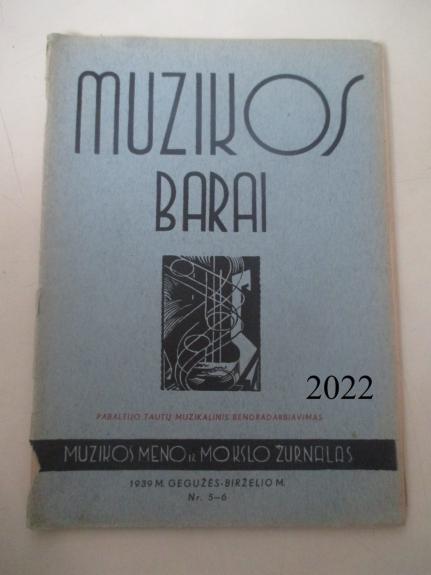 MUZIKOS
BARAI
2022
PABALTIJO TAUTŲ MUZIKALINIS BENDRADARBIAVIMAS
MUZIKOS MENO IR MOKSLO ŽURNALAS
1939 M. GEGUŽĖS-BIRŽELIO M.
Nr. 5–6